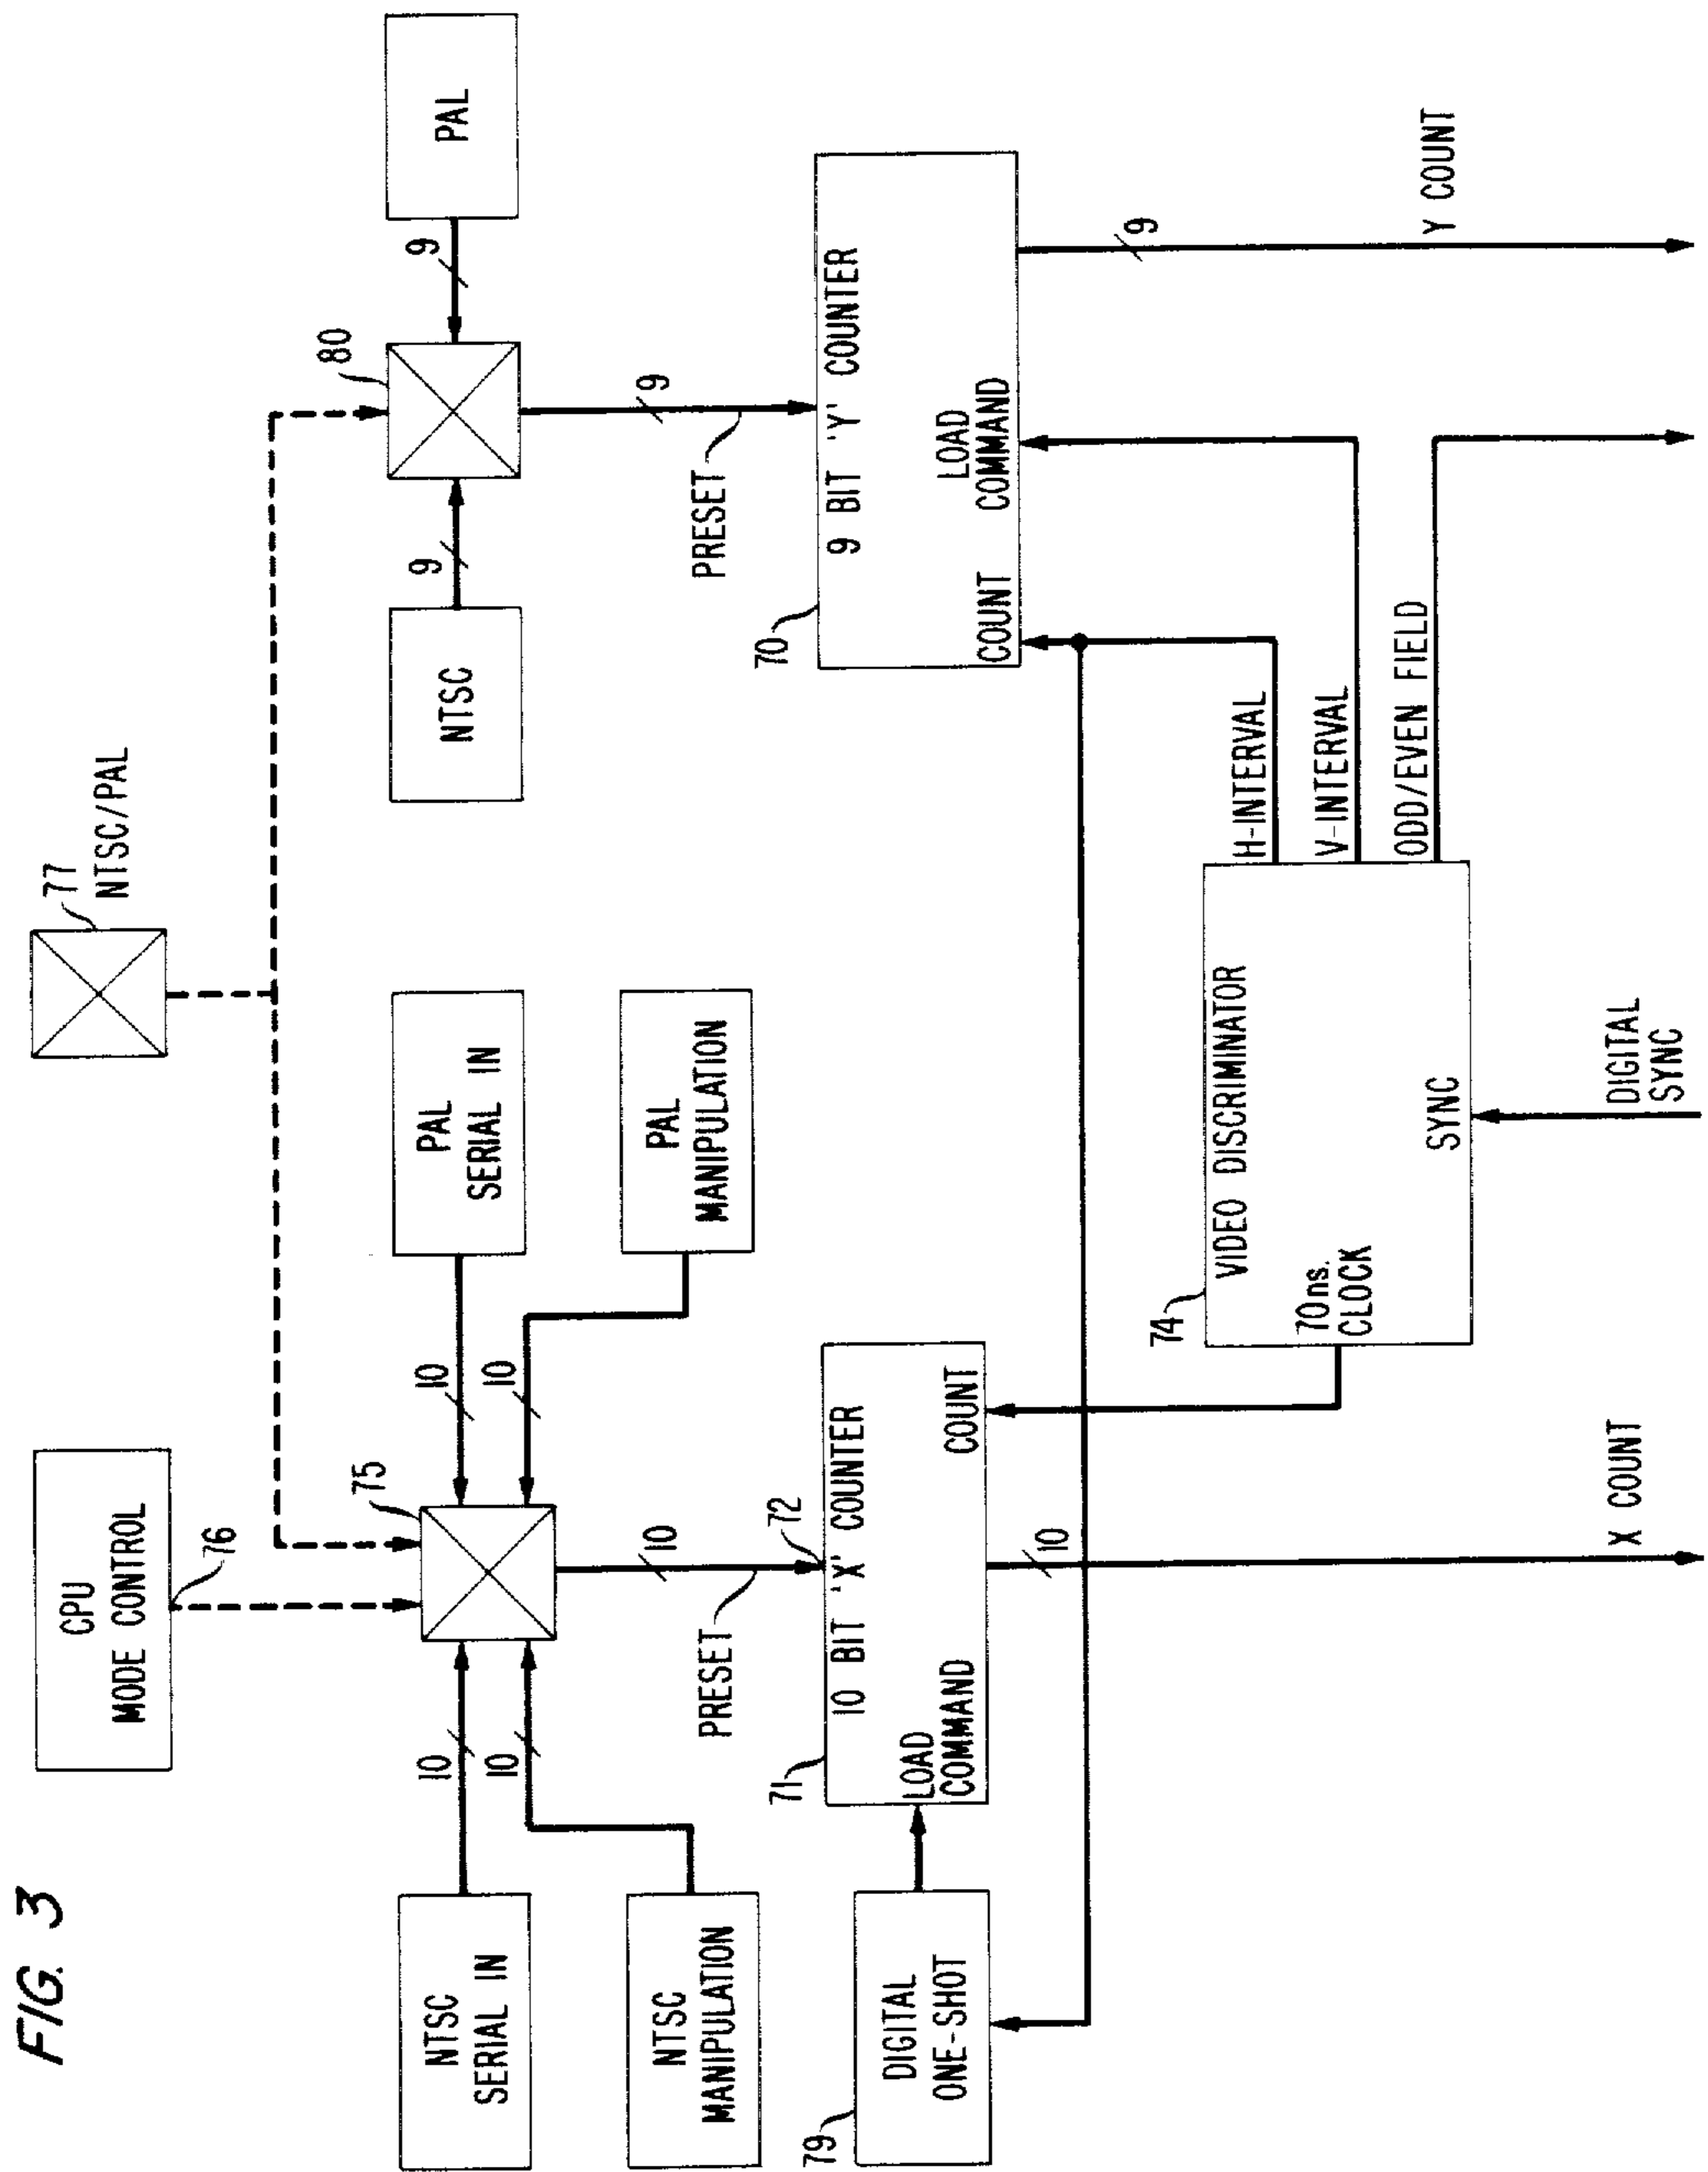 FIG. 3
CPU
MODE CONTROL
76
77
NTSC/PAL
NTSC
SERIAL IN
10
NTSC
MANIPULATION
10
75
PAL
SERIAL IN
10
PAL
MANIPULATION
10
NTSC
9
80
PAL
9
PRESET
10
72
PRESET
9
71
10 BIT 'X' COUNTER
LOAD
COMMAND
COUNT
70
9 BIT 'Y' COUNTER
COUNT
LOAD
COMMAND
79
DIGITAL
ONE-SHOT
10
X COUNT
74
VIDEO DISCRIMINATOR
70ns.
CLOCK
SYNC
H-INTERVAL
V-INTERVAL
ODD/EVEN FIELD
DIGITAL
SYNC
9
Y COUNT